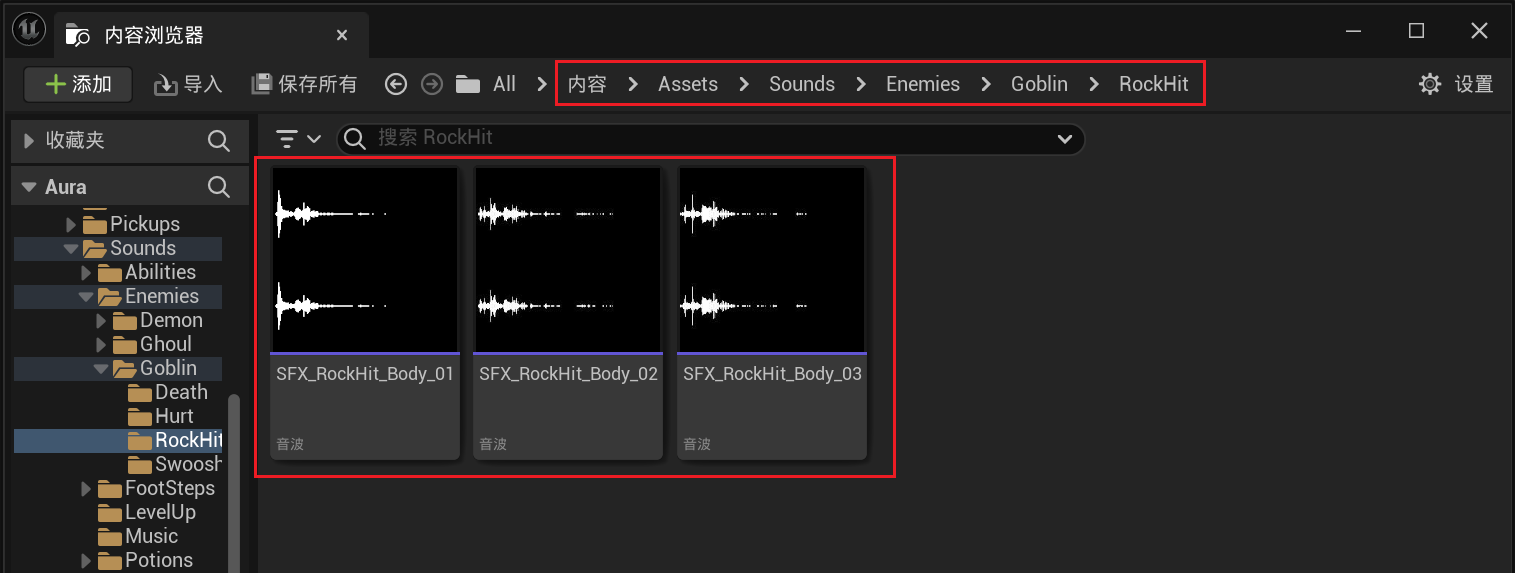 内容浏览器
添加 导入 保存所有 All 内容 Assets Sounds Enemies Goblin RockHit 设置
收藏夹
搜索 RockHit
Aura
Pickups
Sounds
Abilities
Enemies
Demon
Ghoul
Goblin
Death
Hurt
RockHit
Swoosh
FootSteps
LevelUp
Music
Potions
SFX_RockHit_Body_01 SFX_RockHit_Body_02 SFX_RockHit_Body_03
音波 音波 音波